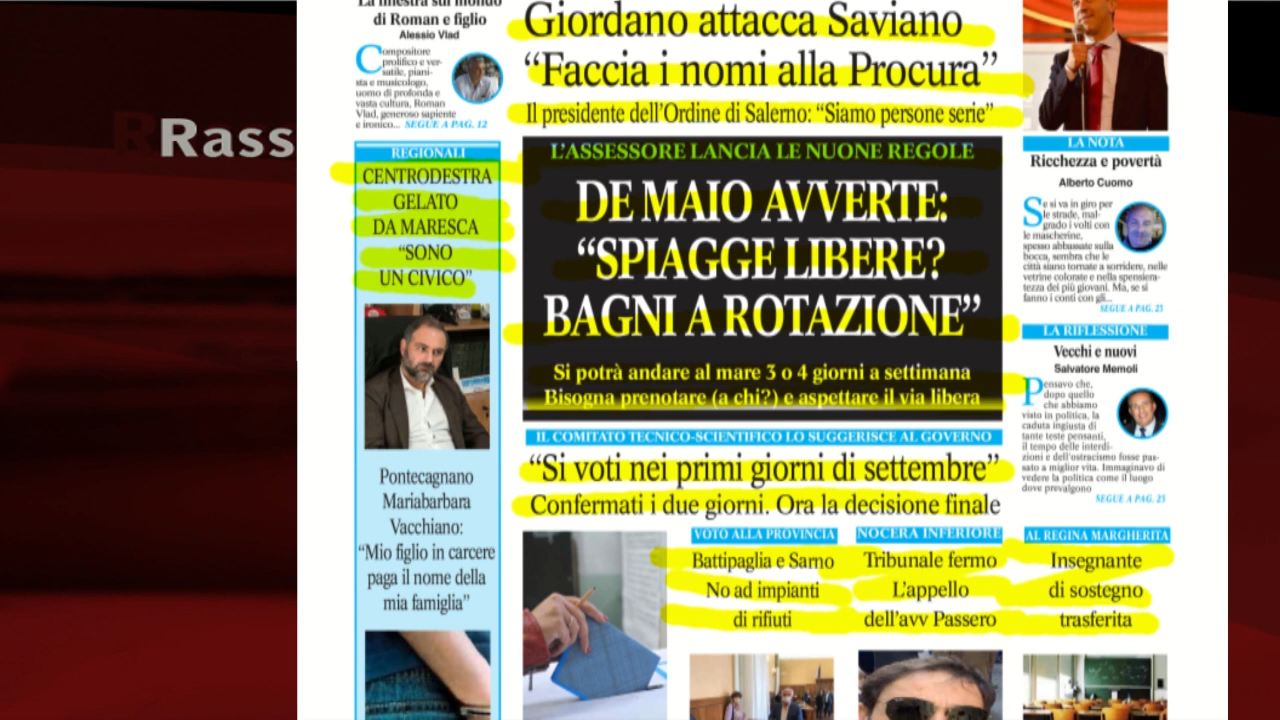 RRass
La finestra sul mondo
di Roman e figlio
Alessio Vlad
Compositore
prolifico e ver-
satile, piani-
sta e musicologo,
uomo di profonda e
vasta cultura, Roman
Vlad, generoso sapiente
e ironico... SEGUE A PAG. 12
REGIONALI
CENTRODESTRA
GELATO
DA MARESCA
“SONO
UN CIVICO”
Pontecagnano
Mariabarbara
Vacchiano:
“Mio figlio in carcere
paga il nome della
mia famiglia”
Giordano attacca Saviano
“Faccia i nomi alla Procura”
Il presidente dell’Ordine di Salerno: “Siamo persone serie”
L’ASSESSORE LANCIA LE NUONE REGOLE
DE MAIO AVVERTE:
“SPIAGGE LIBERE?
BAGNI A ROTAZIONE”
Si potrà andare al mare 3 o 4 giorni a settimana
Bisogna prenotare (a chi?) e aspettare il via libera
IL COMITATO TECNICO-SCIENTIFICO LO SUGGERISCE AL GOVERNO
“Si voti nei primi giorni di settembre”
Confermati i due giorni. Ora la decisione finale
VOTO ALLA PROVINCIA
Battipaglia e Sarno
No ad impianti
di rifiuti
NOCERA INFERIORE
Tribunale fermo
L’appello
dell’avv Passero
AL REGINA MARGHERITA
Insegnante
di sostegno
trasferita
LA NOTA
Ricchezza e povertà
Alberto Cuomo
Se si va in giro per
le strade, mal-
grado i volti con
le mascherine,
spesso abbassate sulla
bocca, sembra che le
città siano tornate a sorridere, nelle
vetrine colorate e nella spensiera-
tezza dei più giovani. Ma, se si
fanno i conti con gli...
SEGUE A PAG. 23
LA RIFLESSIONE
Vecchi e nuovi
Salvatore Memoli
Pensavo che,
dopo quello
che abbiamo
visto in politica, la
caduta ingiusta di
tante teste pensanti,
il tempo delle interdi-
zioni e dell’ostracismo fosse pas-
sato a miglior vita. Immaginavo di
vedere la politica come il luogo
dove prevalgono
SEGUE A PAG. 23